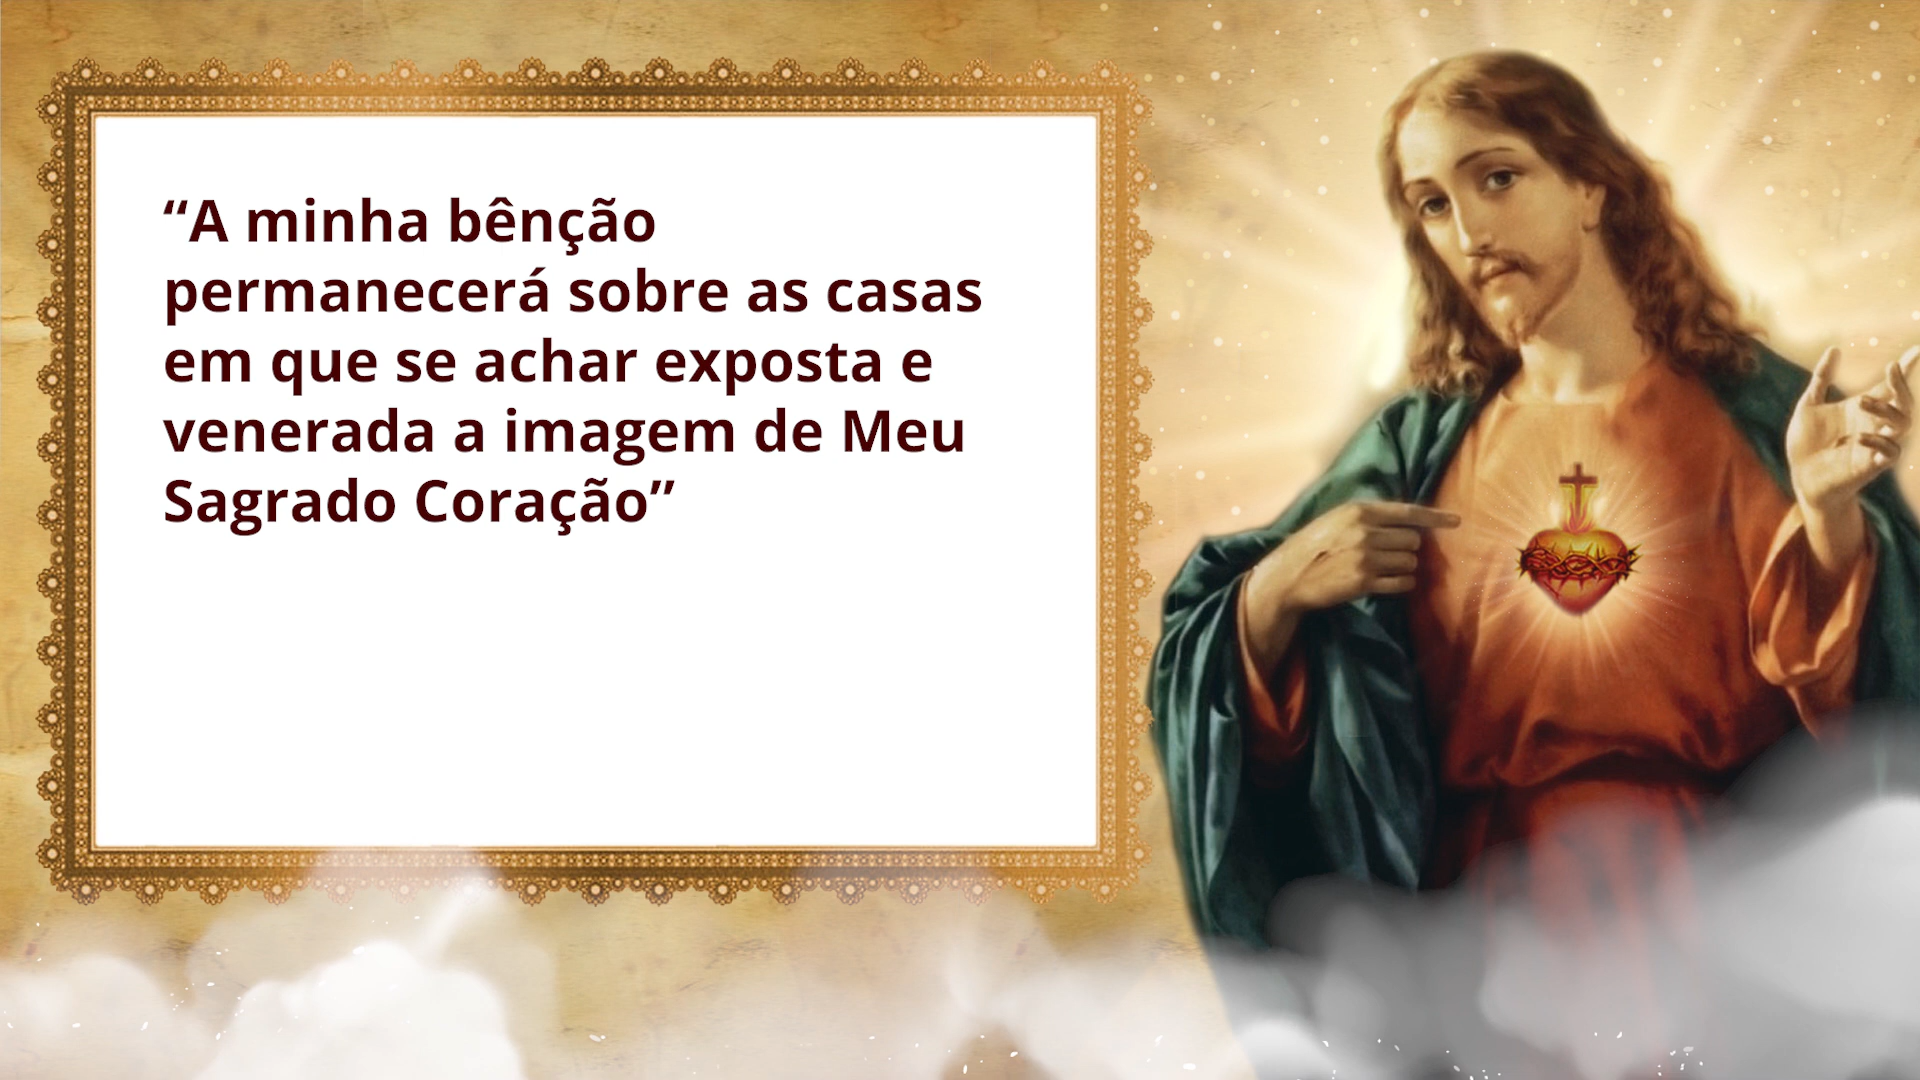 “A minha bênção
permanecerá sobre as casas
em que se achar exposta e
venerada a imagem de Meu
Sagrado Coração”